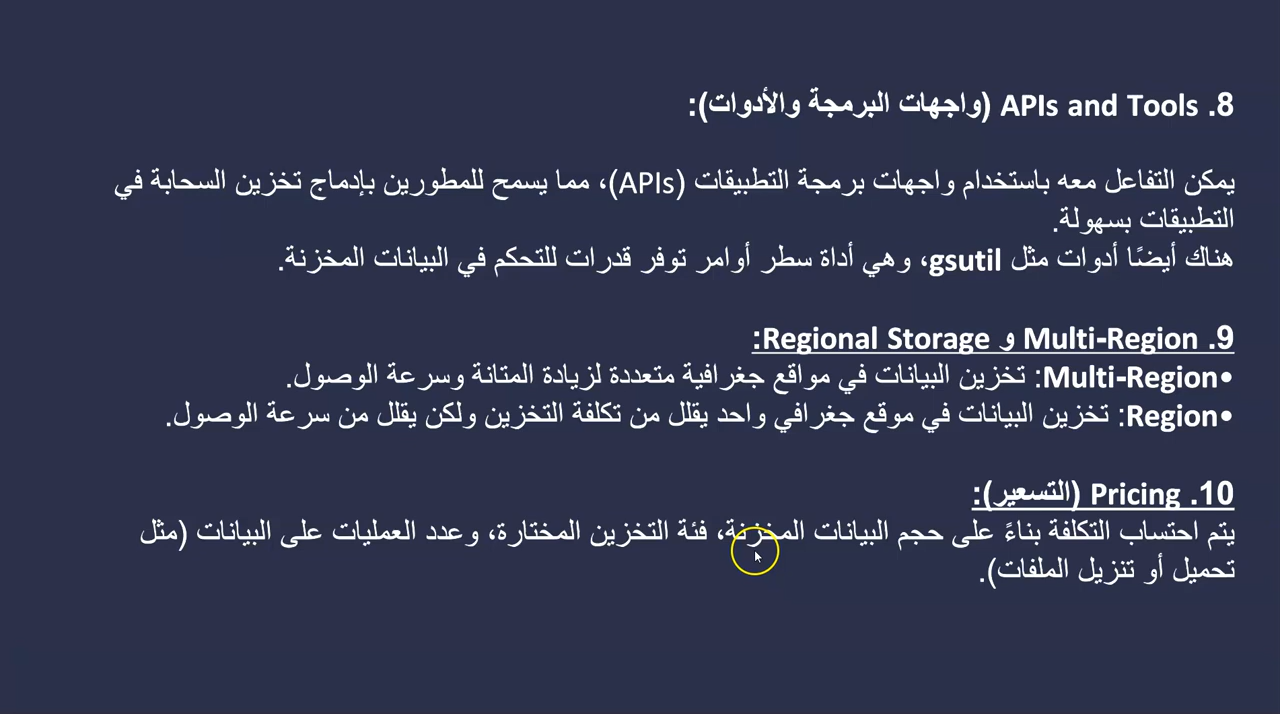 8. APIs and Tools (واجهات البرمجة والأدوات):
يمكن التفاعل معه باستخدام واجهات برمجة التطبيقات (APIs)، مما يسمح للمطورين بإدماج تخزين السحابة في
التطبيقات بسهولة.
هناك أيضًا أدوات مثل gsutil، وهي أداة سطر أوامر توفر قدرات للتحكم في البيانات المخزنة.
9. Multi-Region و Regional Storage:
•Multi-Region: تخزين البيانات في مواقع جغرافية متعددة لزيادة المتانة وسرعة الوصول.
•Region: تخزين البيانات في موقع جغرافي واحد يقلل من تكلفة التخزين ولكن يقلل من سرعة الوصول.
10. Pricing (التسعير):
يتم احتساب التكلفة بناءً على حجم البيانات المخزنة، فئة التخزين المختارة، وعدد العمليات على البيانات (مثل
تحميل أو تنزيل الملفات).